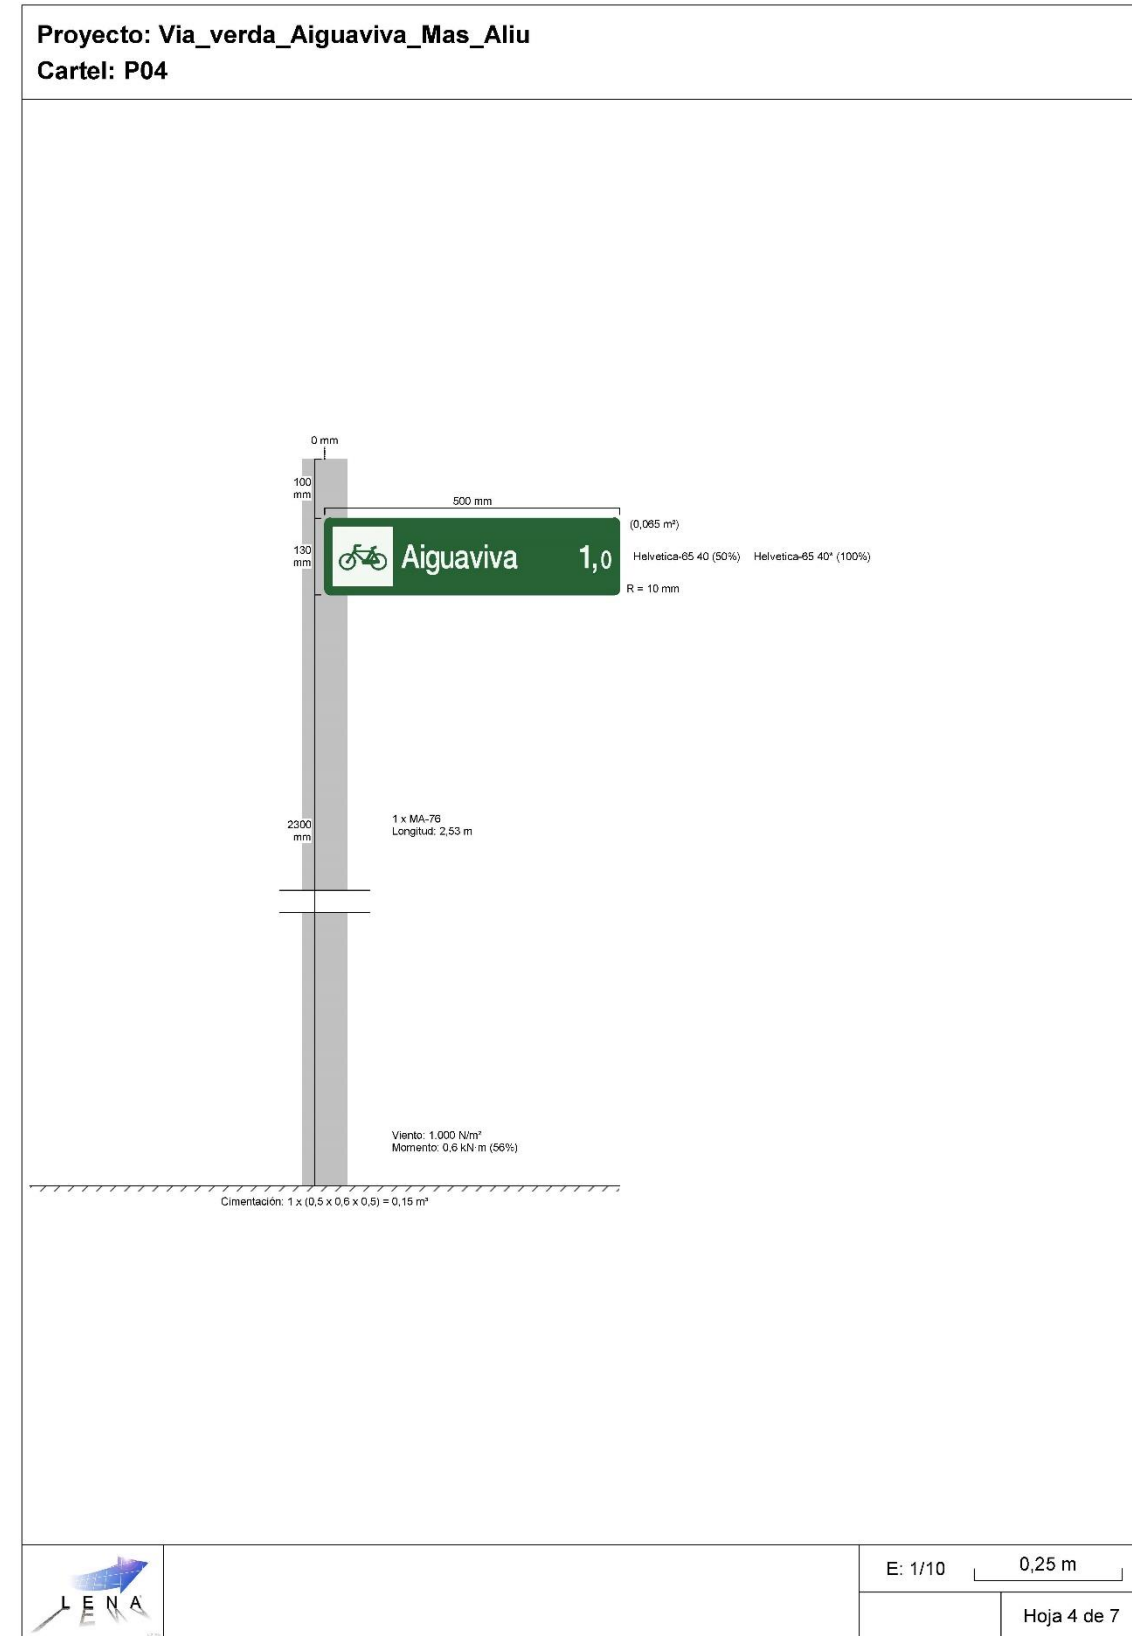 Proyecto: Via_verda_Aiguaviva_Mas_Aliu
Cartel: P04
0 mm
100
mm
500 mm
(0,065 m²)
130
mm
Aiguaviva 1,0
Helvetica-65 40 (50%) Helvetica-65 40* (100%)
R = 10 mm
2300
mm
1 x MA-76
Longitud: 2,53 m
Viento: 1.000 N/m²
Momento: 0,6 kN·m (56%)
Cimentación: 1 x (0,5 x 0,6 x 0,5) = 0,15 m³
LENA
E: 1/10 0,25 m
Hoja 4 de 7